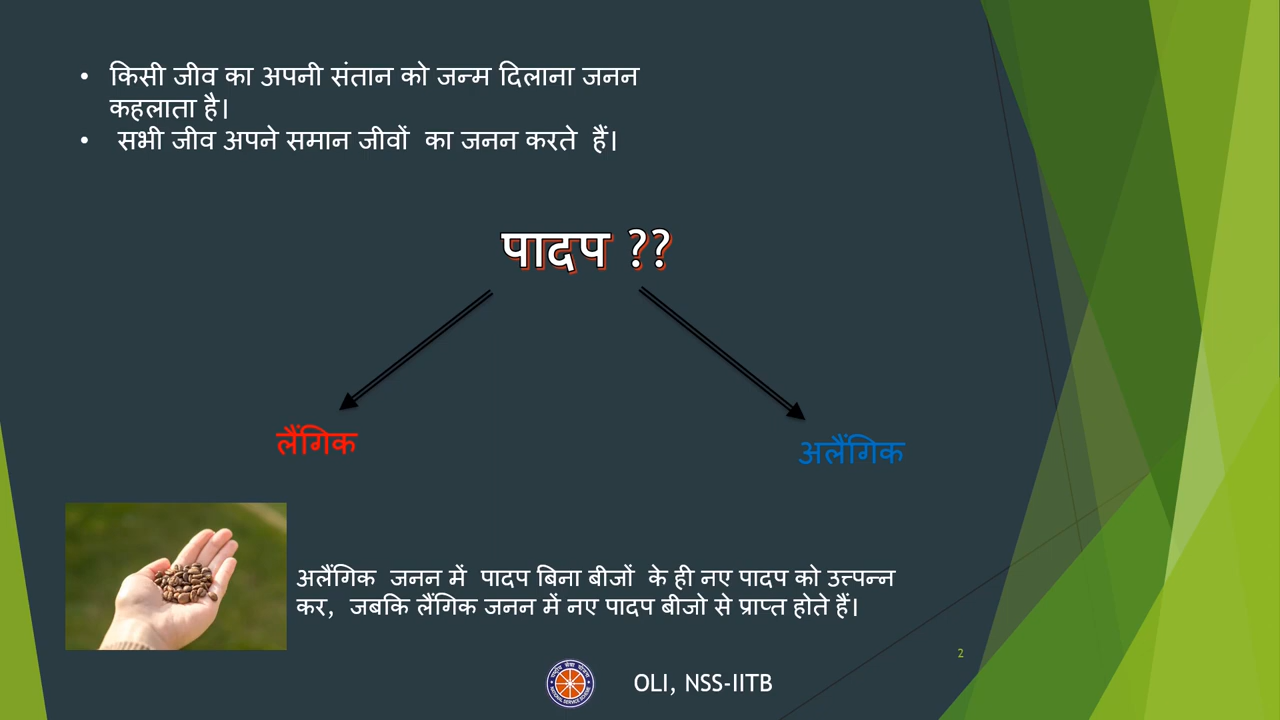 • किसी जीव का अपनी संतान को जन्म दिलाना जनन
कहलाता है।
• सभी जीव अपने समान जीवों का जनन करते हैं।
पादप ??
लैंगिक
अलैंगिक
अलैंगिक जनन में पादप बिना बीजों के ही नए पादप को उत्त्पन्न
कर, जबकि लैंगिक जनन में नए पादप बीजो से प्राप्त होते हैं।
2
OLI, NSS-IITB